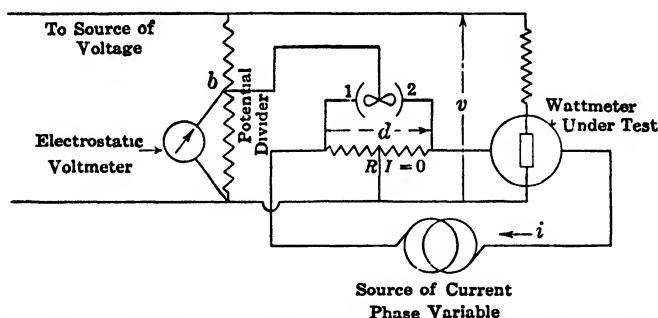 To Source of
Voltage
b
Potential
Divider
Electrostatic
Voltmeter
1
2
d
R I = 0
v
Wattmeter
Under Test
i
Source of Current
Phase Variable